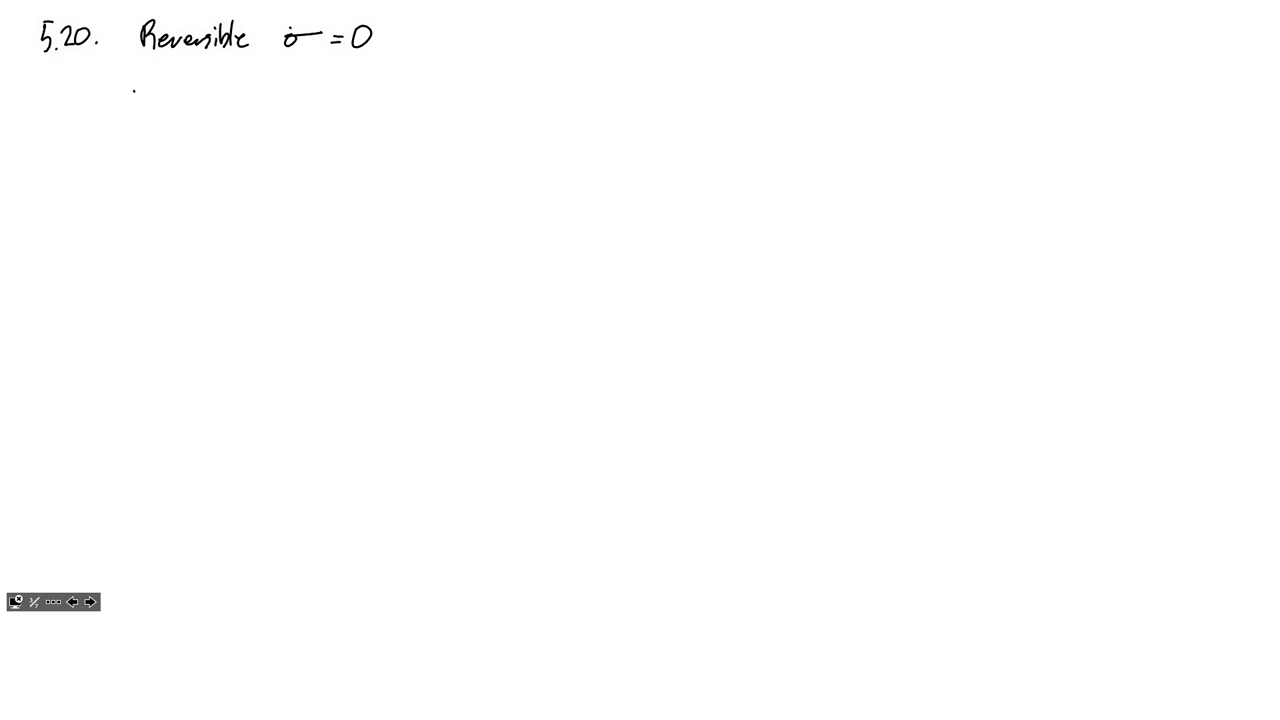 5.20. Reversible σ̇ = 0